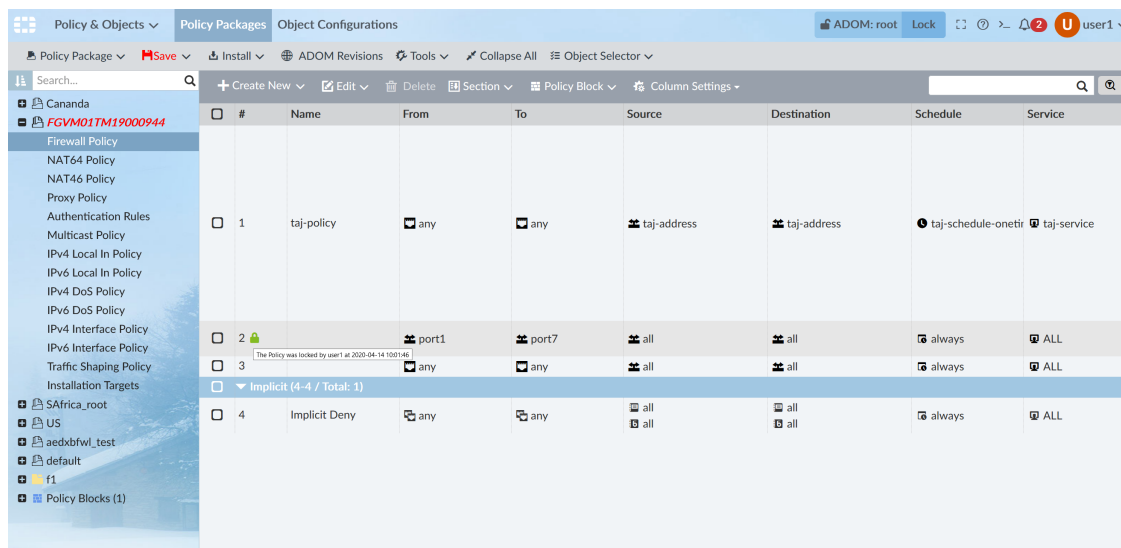 Policy & Objects Policy Packages Object Configurations ADOM: root Lock 2 U user1
Policy Package Save Install ADOM Revisions Tools Collapse All Object Selector
Search...
Create New Edit Delete Section Policy Block Column Settings
Cananda
FGVM01TM19000944
Firewall Policy
NAT64 Policy
NAT46 Policy
Proxy Policy
Authentication Rules
Multicast Policy
IPv4 Local In Policy
IPv6 Local In Policy
IPv4 DoS Policy
IPv6 DoS Policy
IPv4 Interface Policy
IPv6 Interface Policy
Traffic Shaping Policy
Installation Targets
SAfrica_root
US
aedxbfwl_test
default
f1
Policy Blocks (1)
# Name From To Source Destination Schedule Service
1 taj-policy any any taj-address taj-address taj-schedule-onetir taj-service
2 port1 port7 all all always ALL
The Policy was locked by user1 at 2020-04-14 10:01:46
3 any any all all always ALL
Implicit (4-4 / Total: 1)
4 Implicit Deny any any all all always ALL
all all